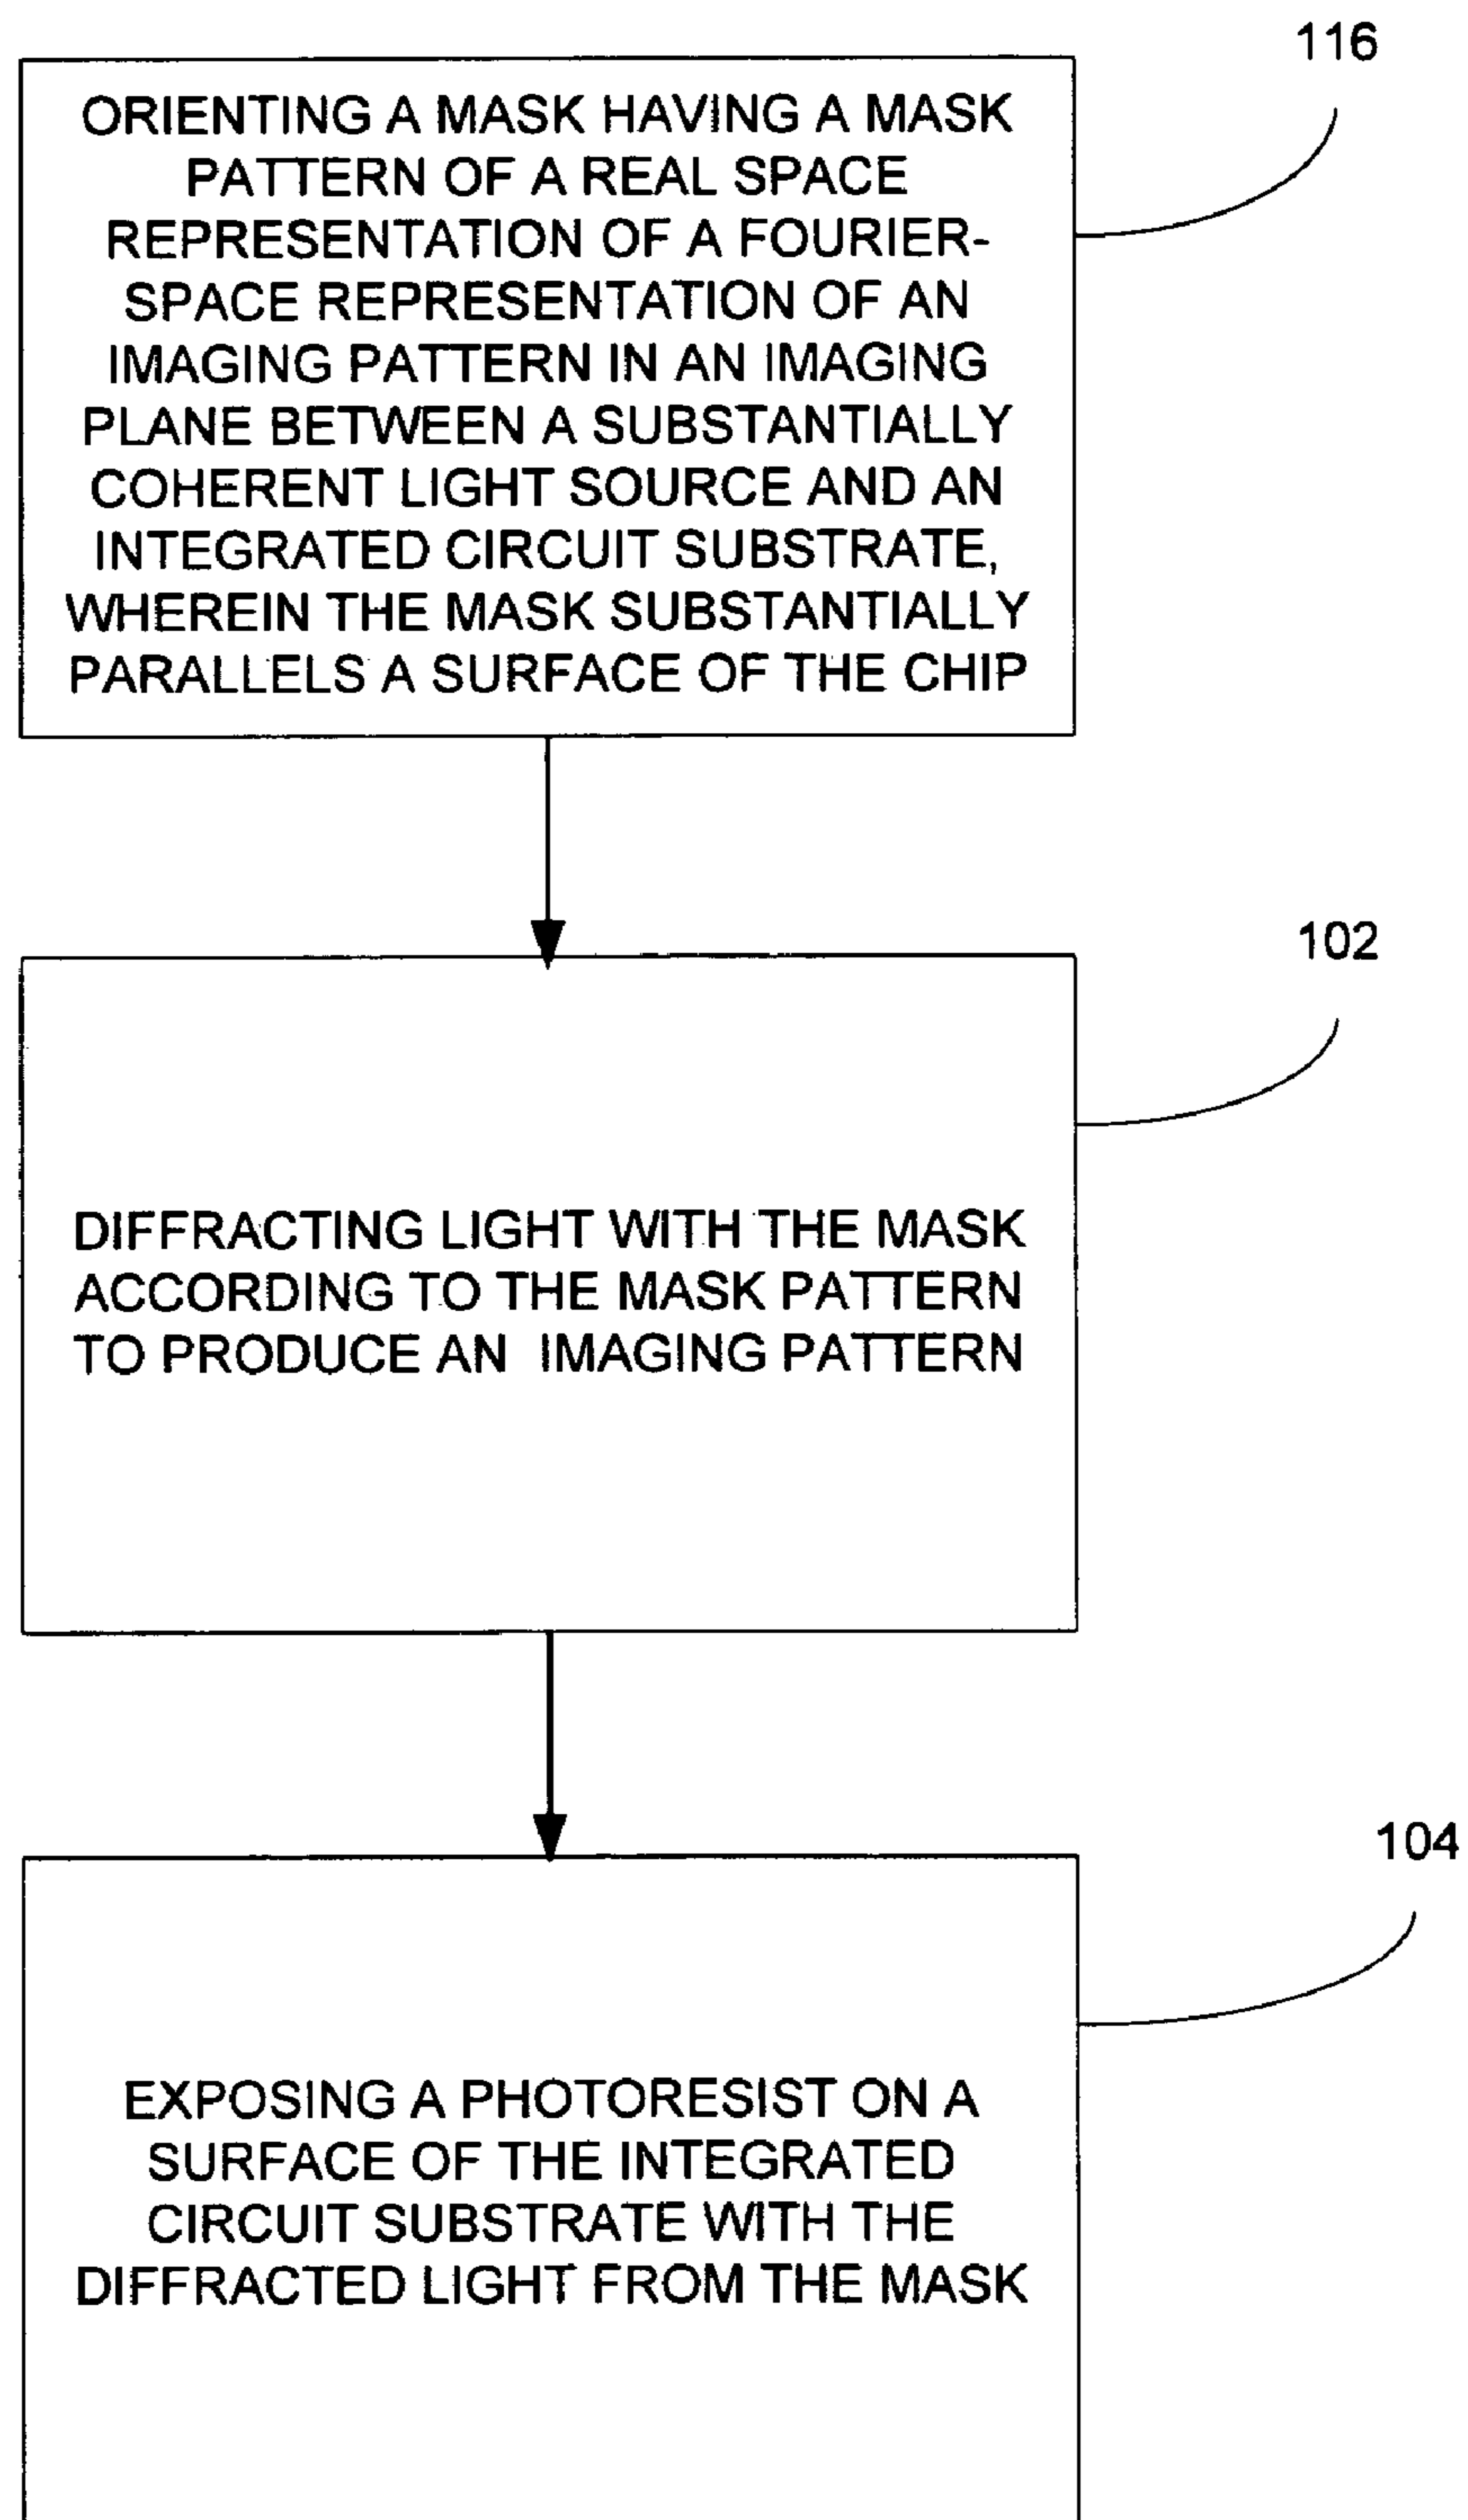 116
ORIENTING A MASK HAVING A MASK
PATTERN OF A REAL SPACE
REPRESENTATION OF A FOURIER-
SPACE REPRESENTATION OF AN
IMAGING PATTERN IN AN IMAGING
PLANE BETWEEN A SUBSTANTIALLY
COHERENT LIGHT SOURCE AND AN
INTEGRATED CIRCUIT SUBSTRATE,
WHEREIN THE MASK SUBSTANTIALLY
PARALLELS A SURFACE OF THE CHIP
102
DIFFRACTING LIGHT WITH THE MASK
ACCORDING TO THE MASK PATTERN
TO PRODUCE AN IMAGING PATTERN
104
EXPOSING A PHOTORESIST ON A
SURFACE OF THE INTEGRATED
CIRCUIT SUBSTRATE WITH THE
DIFFRACTED LIGHT FROM THE MASK